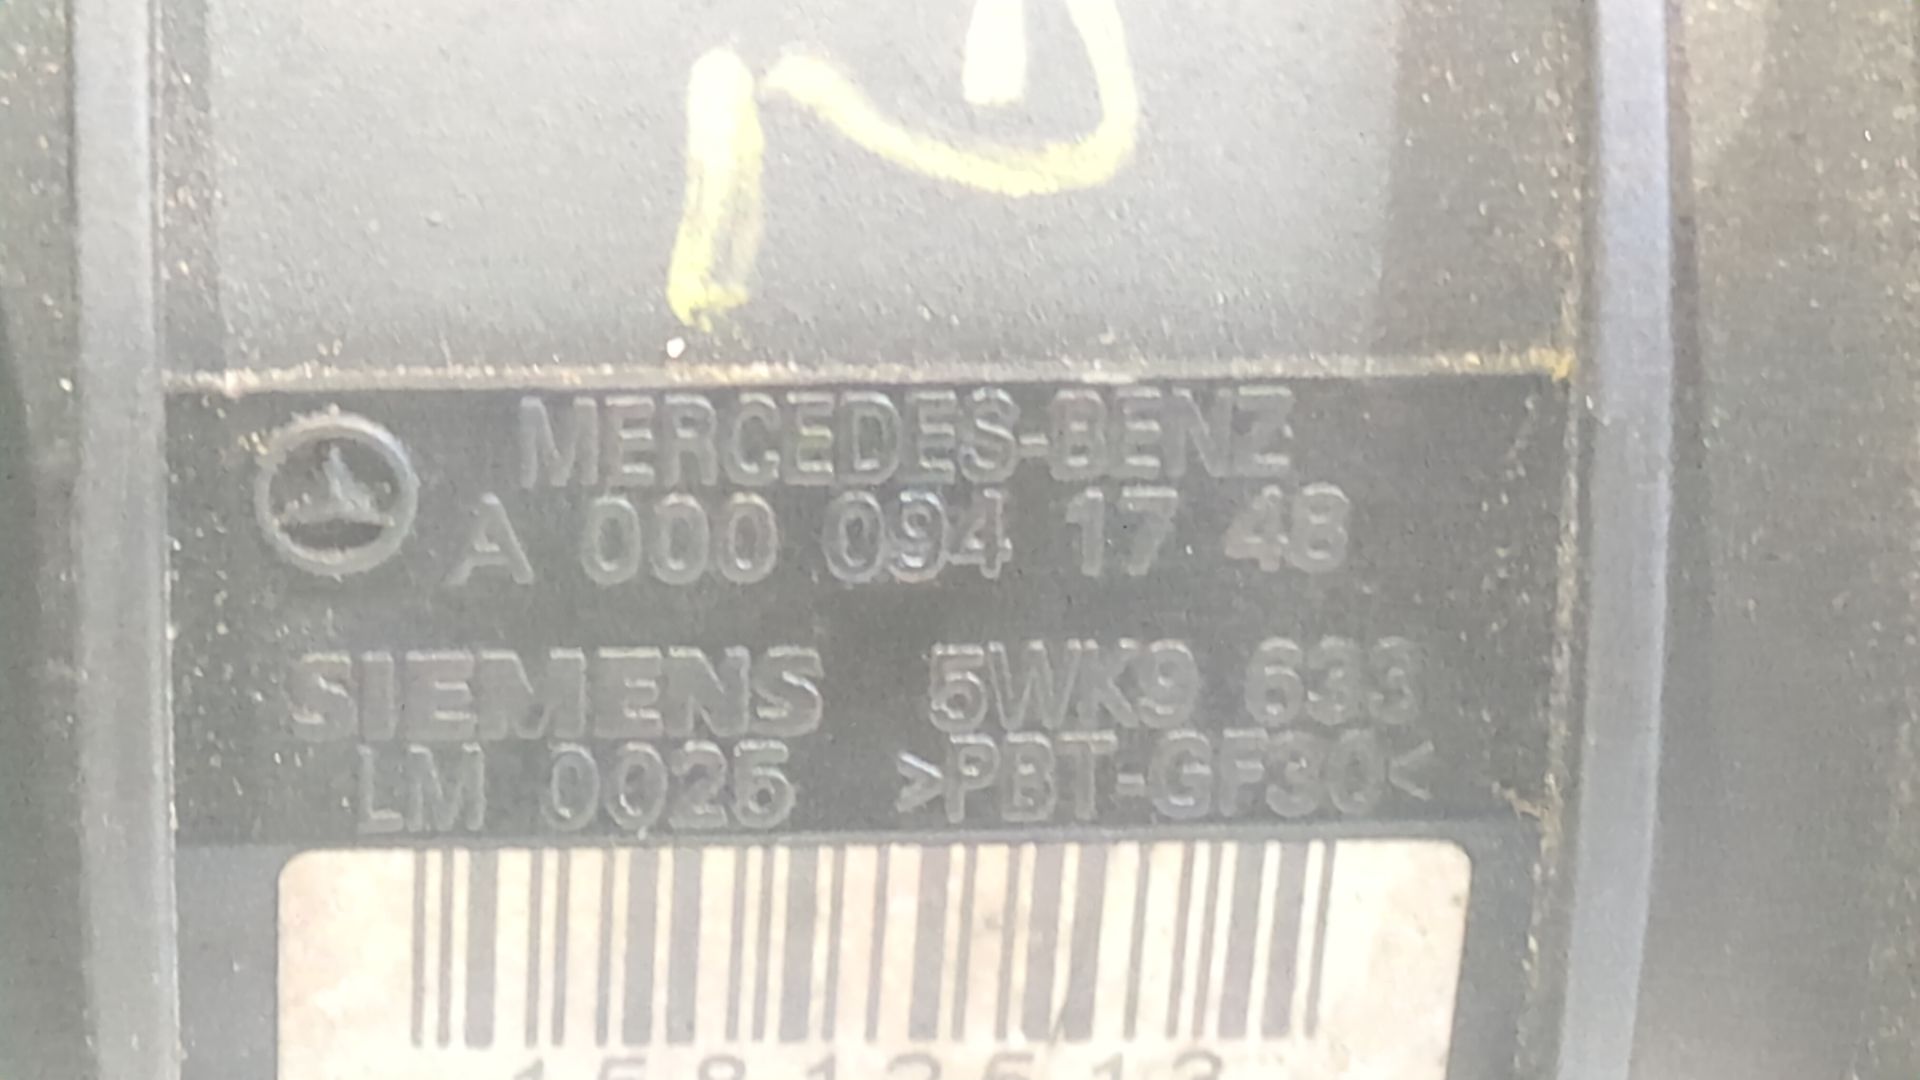 MERCEDES-BENZ
A 000 094 17 48
SIEMENS 5WK9 633
LM 0026 >PBT-GF30<